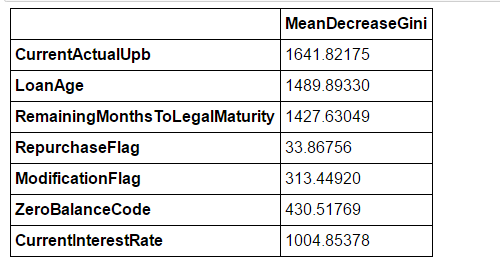 MeanDecreaseGini
CurrentActualUpb 1641.82175
LoanAge 1489.89330
RemainingMonthsToLegalMaturity 1427.63049
RepurchaseFlag 33.86756
ModificationFlag 313.44920
ZeroBalanceCode 430.51769
CurrentInterestRate 1004.85378